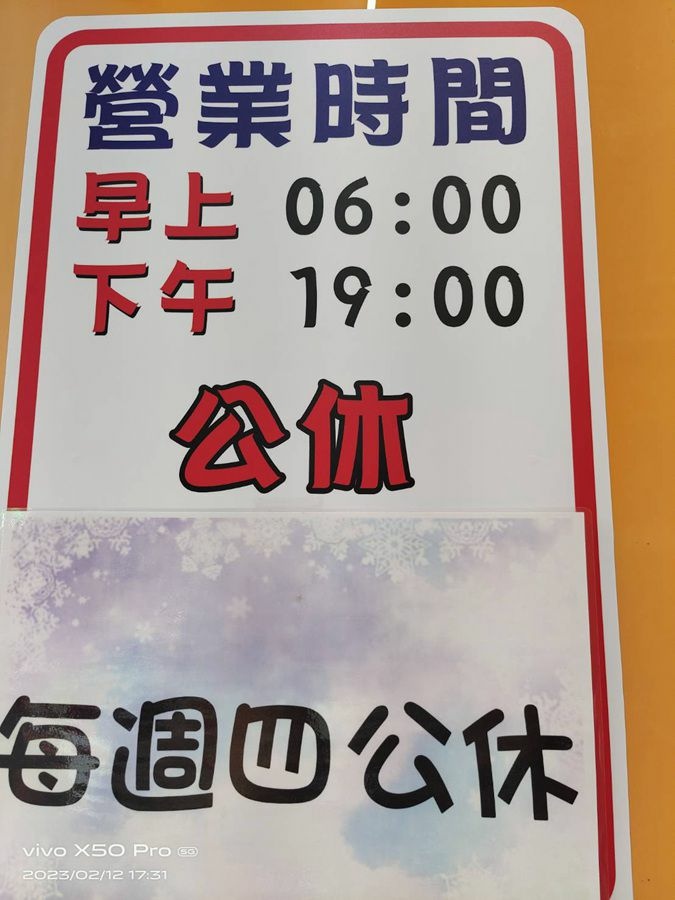 營業時間
早上 06:00
下午 19:00
公休
每週四公休
vivo X50 Pro 5G
2023/02/12 17:31